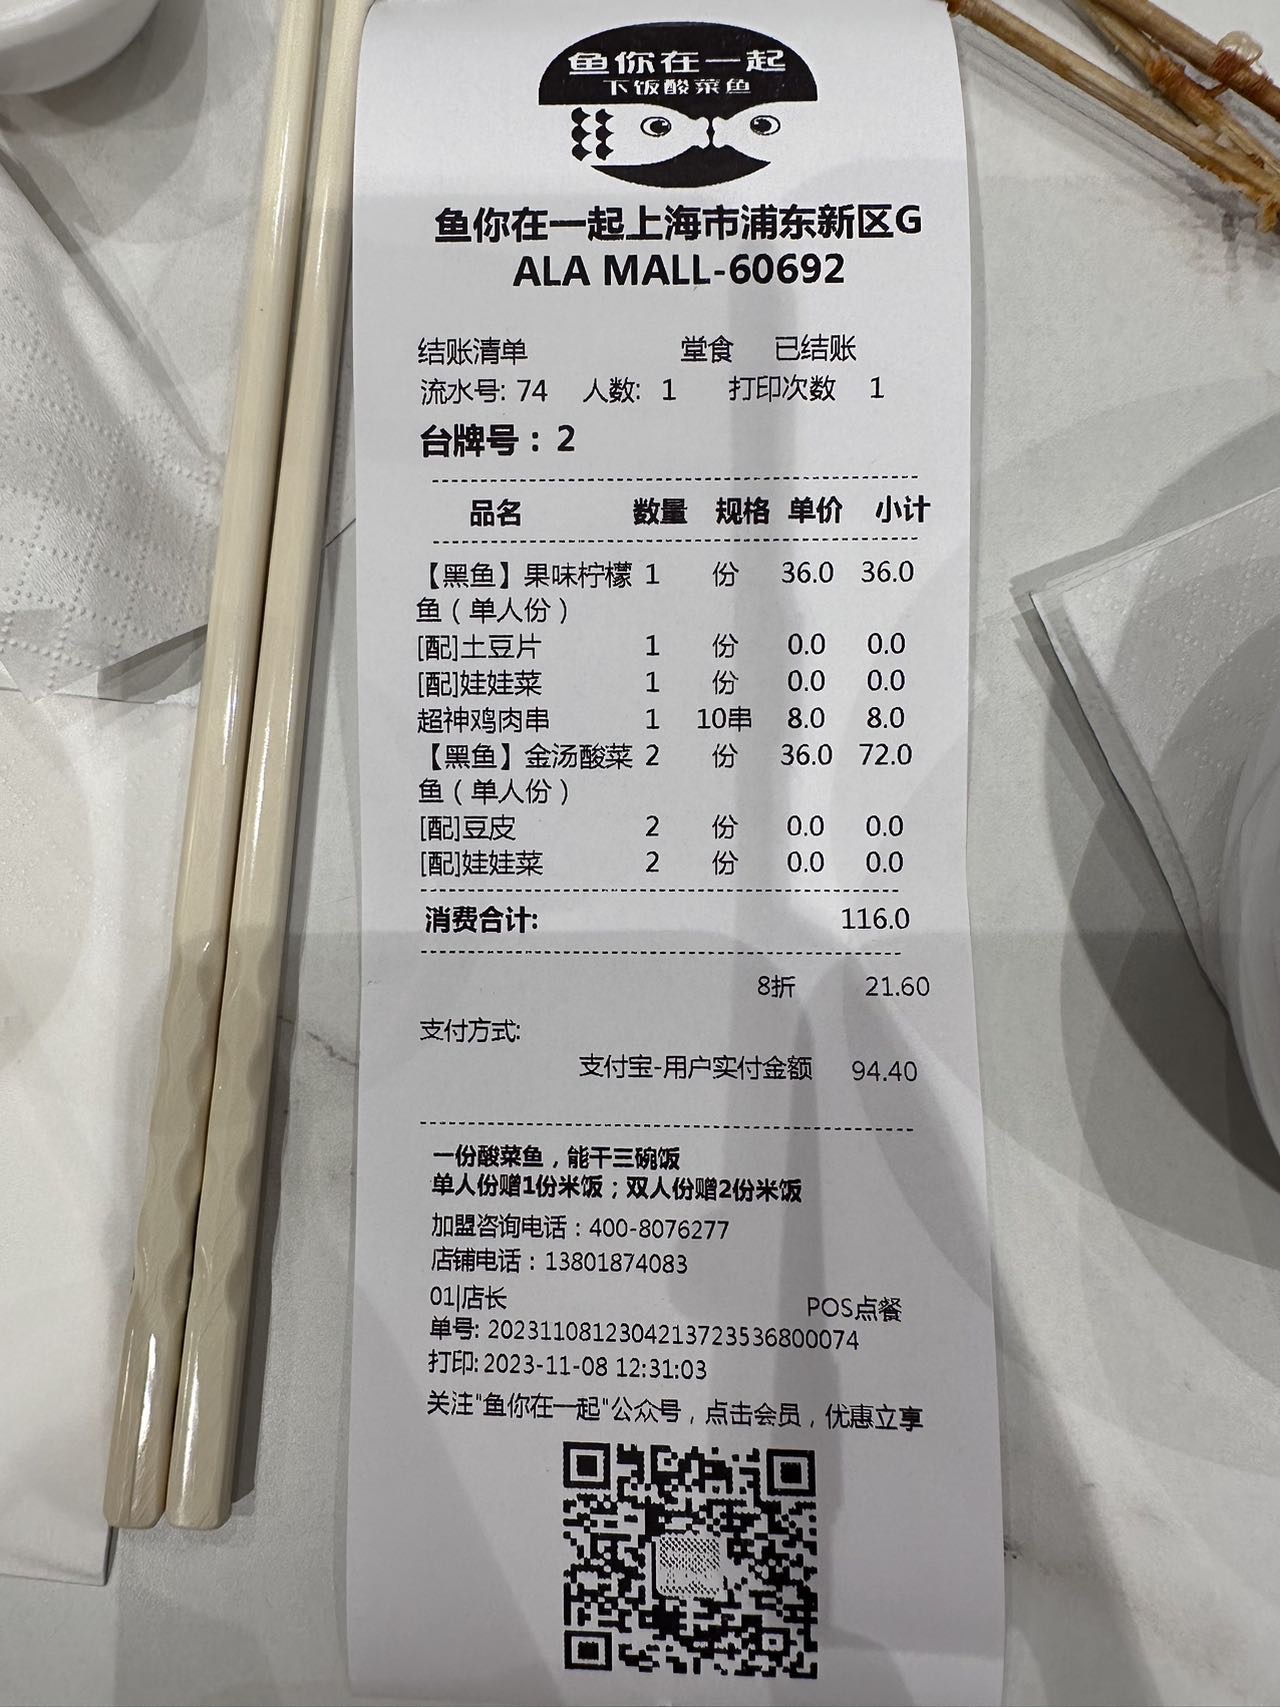 鱼你在一起
下饭酸菜鱼
鱼你在一起上海市浦东新区G
ALA MALL-60692
结账清单 堂食 已结账
流水号: 74 人数: 1 打印次数 1
台牌号：2
品名 数量 规格 单价 小计
【黑鱼】果味柠檬 1 份 36.0 36.0
鱼（单人份）
[配]土豆片 1 份 0.0 0.0
[配]娃娃菜 1 份 0.0 0.0
超神鸡肉串 1 10串 8.0 8.0
【黑鱼】金汤酸菜 2 份 36.0 72.0
鱼（单人份）
[配]豆皮 2 份 0.0 0.0
[配]娃娃菜 2 份 0.0 0.0
消费合计: 116.0
8折 21.60
支付方式:
支付宝-用户实付金额 94.40
一份酸菜鱼，能干三碗饭
单人份赠1份米饭；双人份赠2份米饭
加盟咨询电话：400-8076277
店铺电话：13801874083
01|店长 POS点餐
单号: 2023110812304213723536800074
打印: 2023-11-08 12:31:03
关注"鱼你在一起"公众号，点击会员，优惠立享